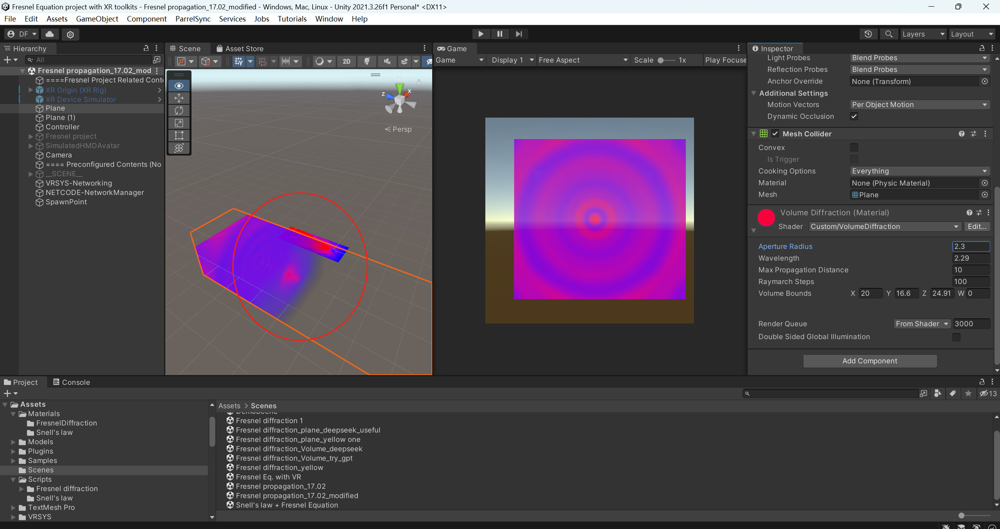 Fresnel Equation project with XR toolkits - Fresnel propagation_17.02_modified - Windows, Mac, Linux - Unity 2021.3.26f1 Personal* <DX11>
File Edit Assets GameObject Component ParrelSync Services Jobs Tutorials Window Help
DF
Layers Layout
Hierarchy
All
Fresnel propagation_17.02_mod
====Fresnel Project Related Conte
XR Origin (XR Rig)
XR Device Simulator
Plane
Plane (1)
Controller
Fresnel project
SimulatedHMDAvatar
Camera
==== Preconfigured Contents (No
__SCENE__
VRSYS-Networking
NETCODE-NetworkManager
SpawnPoint
Scene Asset Store
2D
y
z x
Persp
Game
Game Display 1 Free Aspect Scale 1x Play Focuse
Inspector
Light Probes Blend Probes
Reflection Probes Blend Probes
Anchor Override None (Transform)
Additional Settings
Motion Vectors Per Object Motion
Dynamic Occlusion
Mesh Collider
Convex
Is Trigger
Cooking Options Everything
Material None (Physic Material)
Mesh Plane
Volume Diffraction (Material)
Shader Custom/VolumeDiffraction Edit...
Aperture Radius 2.3
Wavelength 2.29
Max Propagation Distance 10
Raymarch Steps 100
Volume Bounds X 20 Y 16.6 Z 24.91 W 0
Render Queue From Shader 3000
Double Sided Global Illumination
Add Component
Project Console
13
Assets
Materials
FresnelDiffraction
Snell's law
Models
Plugins
Samples
Scenes
Scripts
Fresnel diffraction
Snell's law
TextMesh Pro
VRSYS
Assets > Scenes
DemoScene
Fresnel diffraction 1
Fresnel diffraction_plane_deepseek_useful
Fresnel diffraction_plane_yellow one
Fresnel diffraction_Volume_deepseek
Fresnel diffraction_Volume_try_gpt
Fresnel diffraction_yellow
Fresnel Eq. with VR
Fresnel propagation_17.02
Fresnel propagation_17.02_modified
Snell's law + Fresnel Equation